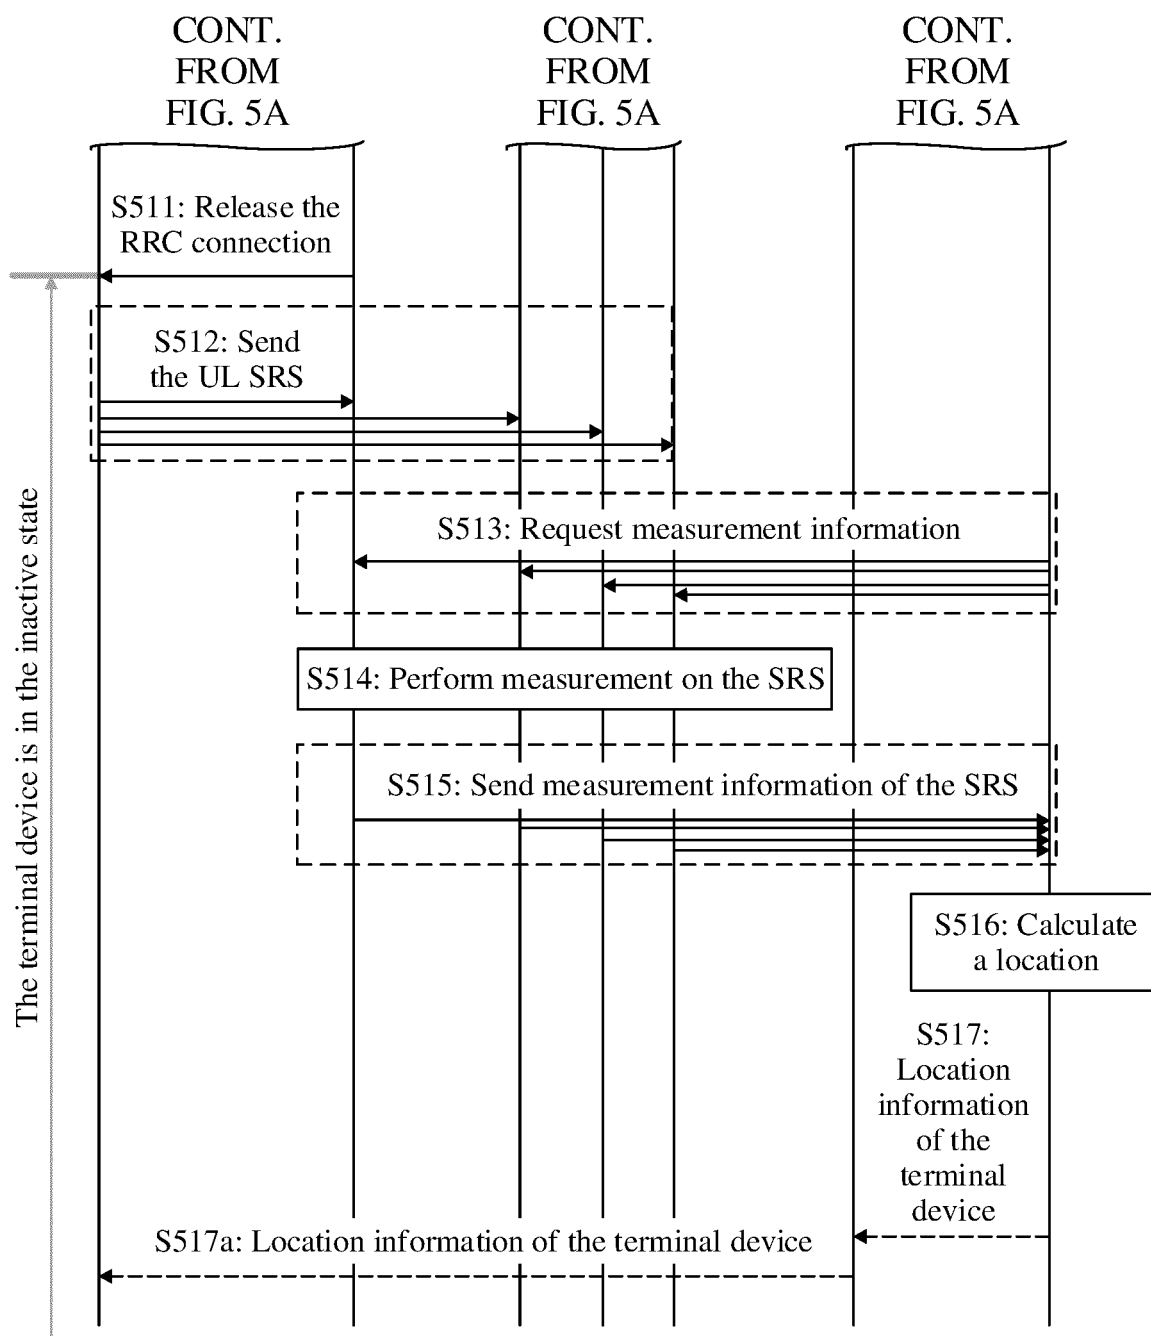 CONT.
FROM
FIG. 5A
CONT.
FROM
FIG. 5A
CONT.
FROM
FIG. 5A
S511: Release the
RRC connection
S512: Send
the UL SRS
S513: Request measurement information
S514: Perform measurement on the SRS
S515: Send measurement information of the SRS
S516: Calculate
a location
S517:
Location
information
of the
terminal
device
S517a: Location information of the terminal device
The terminal device is in the inactive state